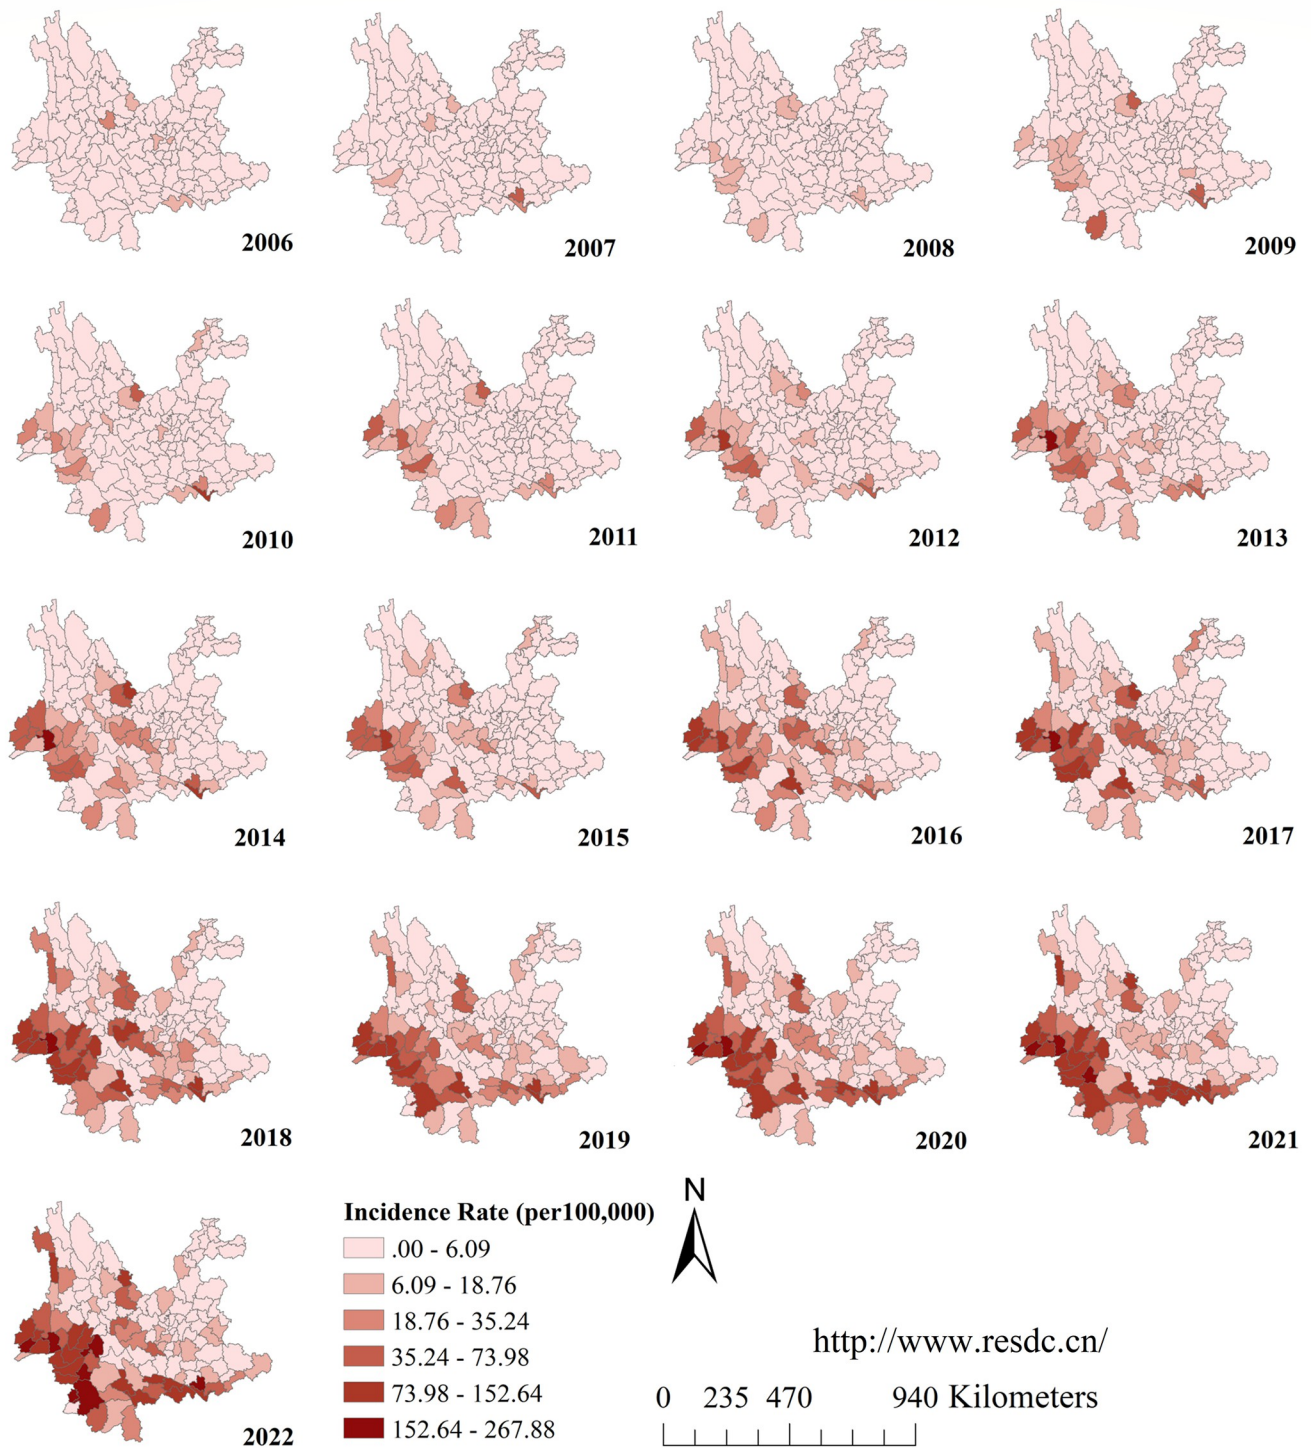 2006
2007
2008
2009
2010
2011
2012
2013
2014
2015
2016
2017
2018
2019
2020
2021
2022
Incidence Rate (per100,000)
.00 - 6.09
6.09 - 18.76
18.76 - 35.24
35.24 - 73.98
73.98 - 152.64
152.64 - 267.88
N
http://www.resdc.cn/
0 235 470 940 Kilometers